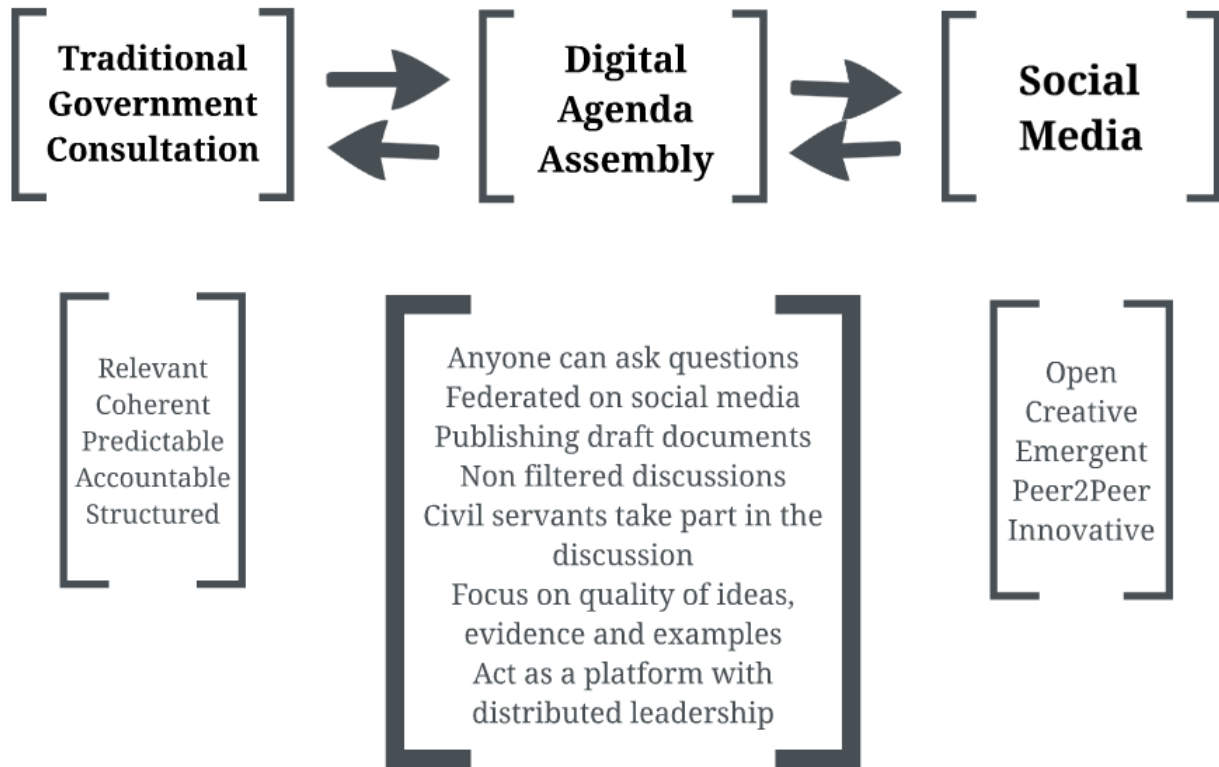 Traditional
Government
Consultation
Digital
Agenda
Assembly
Social
Media
Relevant
Coherent
Predictable
Accountable
Structured
Anyone can ask questions
Federated on social media
Publishing draft documents
Non filtered discussions
Civil servants take part in the
discussion
Focus on quality of ideas,
evidence and examples
Act as a platform with
distributed leadership
Open
Creative
Emergent
Peer2Peer
Innovative